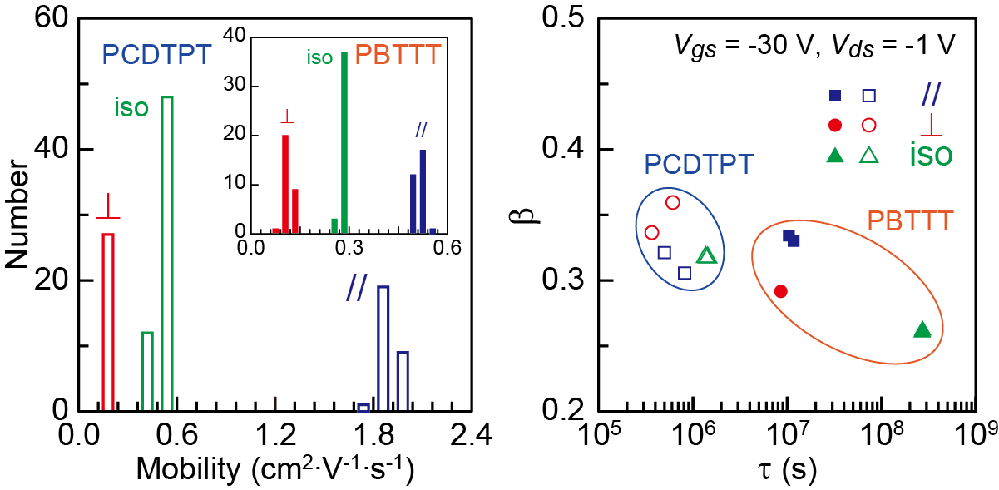 60
40
20
0
Number
0.0 0.6 1.2 1.8 2.4
Mobility (cm²·V⁻¹·s⁻¹)
PCDTPT
⊥
iso
//
40
30
20
10
0
0.0 0.3 0.6
iso PBTTT
⊥
//
0.5
0.4
0.3
0.2
β
10⁵ 10⁶ 10⁷ 10⁸ 10⁹
τ (s)
Vgs = -30 V, Vds = -1 V
//
⊥
iso
PCDTPT
PBTTT